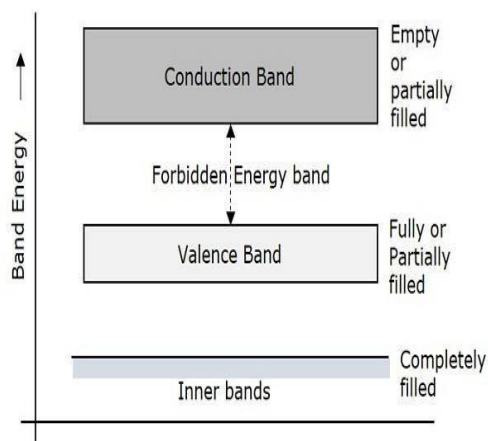 Empty
or
partially
filled
Conduction Band
Forbidden Energy band
Band Energy
Valence Band
Fully or
Partially
filled
Completely
filled
Inner bands